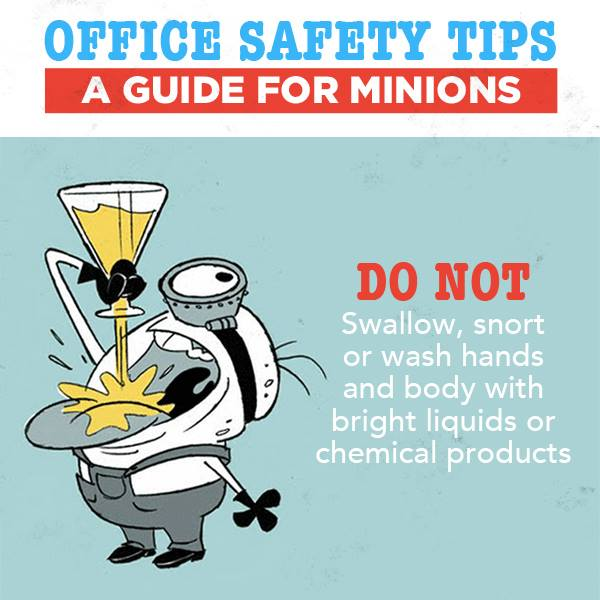 OFFICE SAFETY TIPS
A GUIDE FOR MINIONS
DO NOT
Swallow, snort
or wash hands
and body with
bright liquids or
chemical products